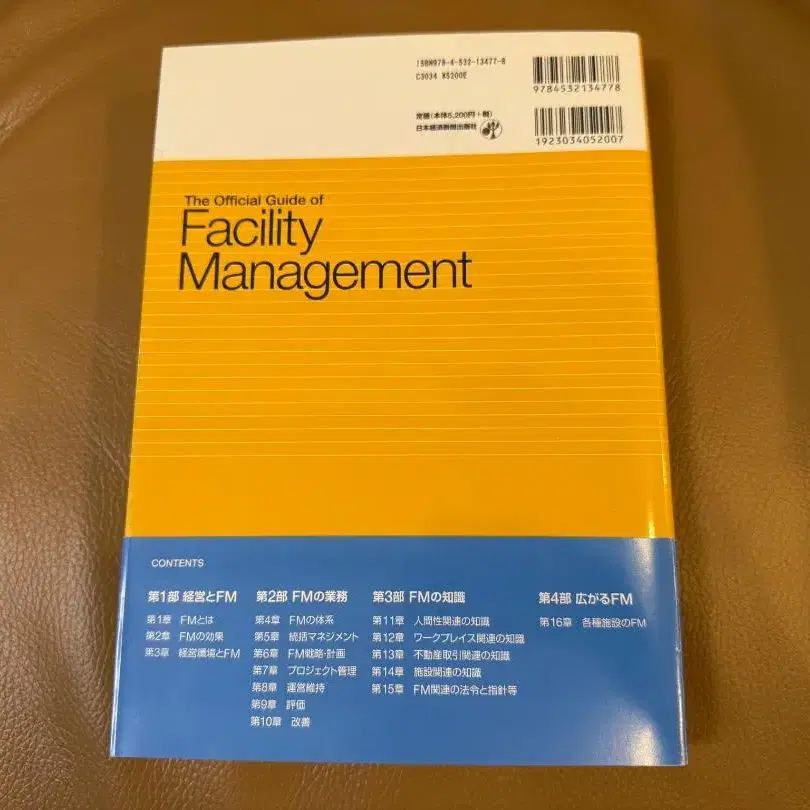 ISBN978-4-532-13477-8
C3034 ¥5200E
9784532134778
定価(本体5,200円+税)
日本経済新聞出版社
1923034052007
The Official Guide of
Facility
Management
CONTENTS
第1部 経営とFM
第1章 FMとは
第2章 FMの効果
第3章 経営環境とFM
第2部 FMの業務
第4章 FMの体系
第5章 統括マネジメント
第6章 FM戦略・計画
第7章 プロジェクト管理
第8章 運営維持
第9章 評価
第10章 改善
第3部 FMの知識
第11章 人間性関連の知識
第12章 ワークプレイス関連の知識
第13章 不動産取引関連の知識
第14章 施設関連の知識
第15章 FM関連の法令と指針等
第4部 広がるFM
第16章 各種施設のFM